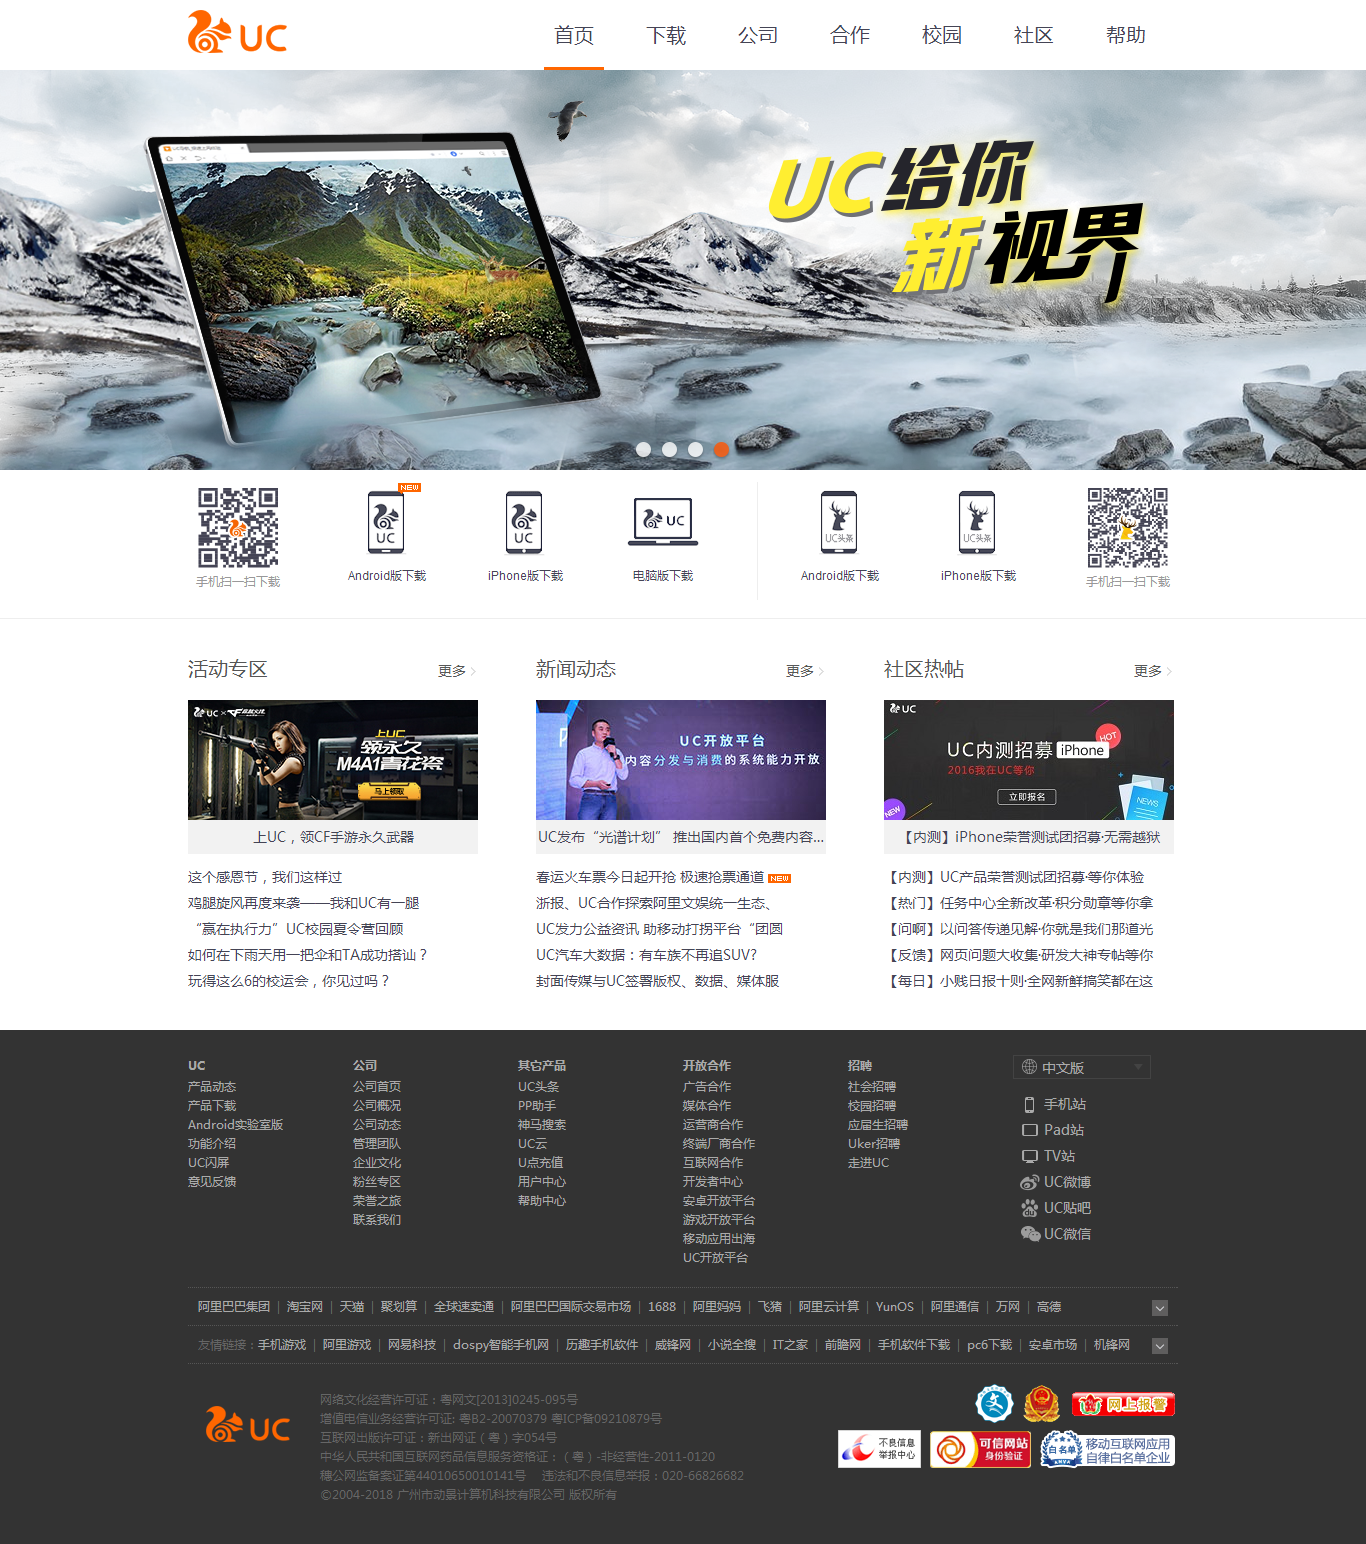 UC
首页 下载 公司 合作 校园 社区 帮助
UC给你
新视界
NEW
UC UC UC UC头条 UC头条
手机扫一扫下载 Android版下载 iPhone版下载 电脑版下载 Android版下载 iPhone版下载 手机扫一扫下载
活动专区 更多
UC×穿越火线
上UC
领永久
M4A1青花瓷
马上领取
上UC，领CF手游永久武器
这个感恩节，我们这样过
鸡腿旋风再度来袭——我和UC有一腿
“赢在执行力”UC校园夏令营回顾
如何在下雨天用一把伞和TA成功搭讪？
玩得这么6的校运会，你见过吗？
新闻动态 更多
UC开放平台
内容分发与消费的系统能力开放
UC发布“光谱计划” 推出国内首个免费内容...
春运火车票今日起开抢 极速抢票通道 NEW
浙报、UC合作探索阿里文娱统一生态、
UC发力公益资讯 助移动打拐平台“团圆
UC汽车大数据：有车族不再追SUV?
封面传媒与UC签署版权、数据、媒体服
社区热帖 更多
UC
HOT
UC内测招募 iPhone
2016我在UC等你
立即报名
NEW
NEWS
【内测】iPhone荣誉测试团招募·无需越狱
【内测】UC产品荣誉测试团招募·等你体验
【热门】任务中心全新改革·积分勋章等你拿
【问啊】以问答传递见解·你就是我们那道光
【反馈】网页问题大收集·研发大神专帖等你
【每日】小贱日报十则·全网新鲜搞笑都在这
UC
产品动态
产品下载
Android实验室版
功能介绍
UC闪屏
意见反馈
公司
公司首页
公司概况
公司动态
管理团队
企业文化
粉丝专区
荣誉之旅
联系我们
其它产品
UC头条
PP助手
神马搜索
UC云
U点充值
用户中心
帮助中心
开放合作
广告合作
媒体合作
运营商合作
终端厂商合作
互联网合作
开发者中心
安卓开放平台
游戏开放平台
移动应用出海
UC开放平台
招聘
社会招聘
校园招聘
应届生招聘
Uker招聘
走进UC
中文版
手机站
Pad站
TV站
UC微博
UC贴吧
UC微信
阿里巴巴集团 | 淘宝网 | 天猫 | 聚划算 | 全球速卖通 | 阿里巴巴国际交易市场 | 1688 | 阿里妈妈 | 飞猪 | 阿里云计算 | YunOS | 阿里通信 | 万网 | 高德
友情链接：手机游戏 | 阿里游戏 | 网易科技 | dospy智能手机网 | 历趣手机软件 | 威锋网 | 小说全搜 | IT之家 | 前瞻网 | 手机软件下载 | pc6下载 | 安卓市场 | 机锋网
UC
网络文化经营许可证：粤网文[2013]0245-095号
增值电信业务经营许可证: 粤B2-20070379 粤ICP备09210879号
互联网出版许可证：新出网证（粤）字054号
中华人民共和国互联网药品信息服务资格证：（粤）-非经营性-2011-0120
穗公网监备案证第44010650010141号 违法和不良信息举报：020-66826682
©2004-2018 广州市动景计算机科技有限公司 版权所有
网上报警
不良信息
举报中心
可信网站
身份验证
白名单
移动互联网应用
自律白名单企业